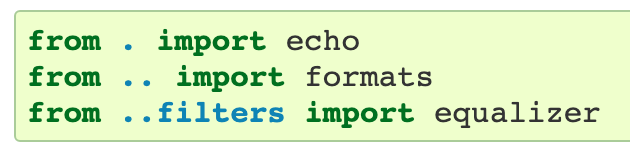 from . import echo
from .. import formats
from ..filters import equalizer